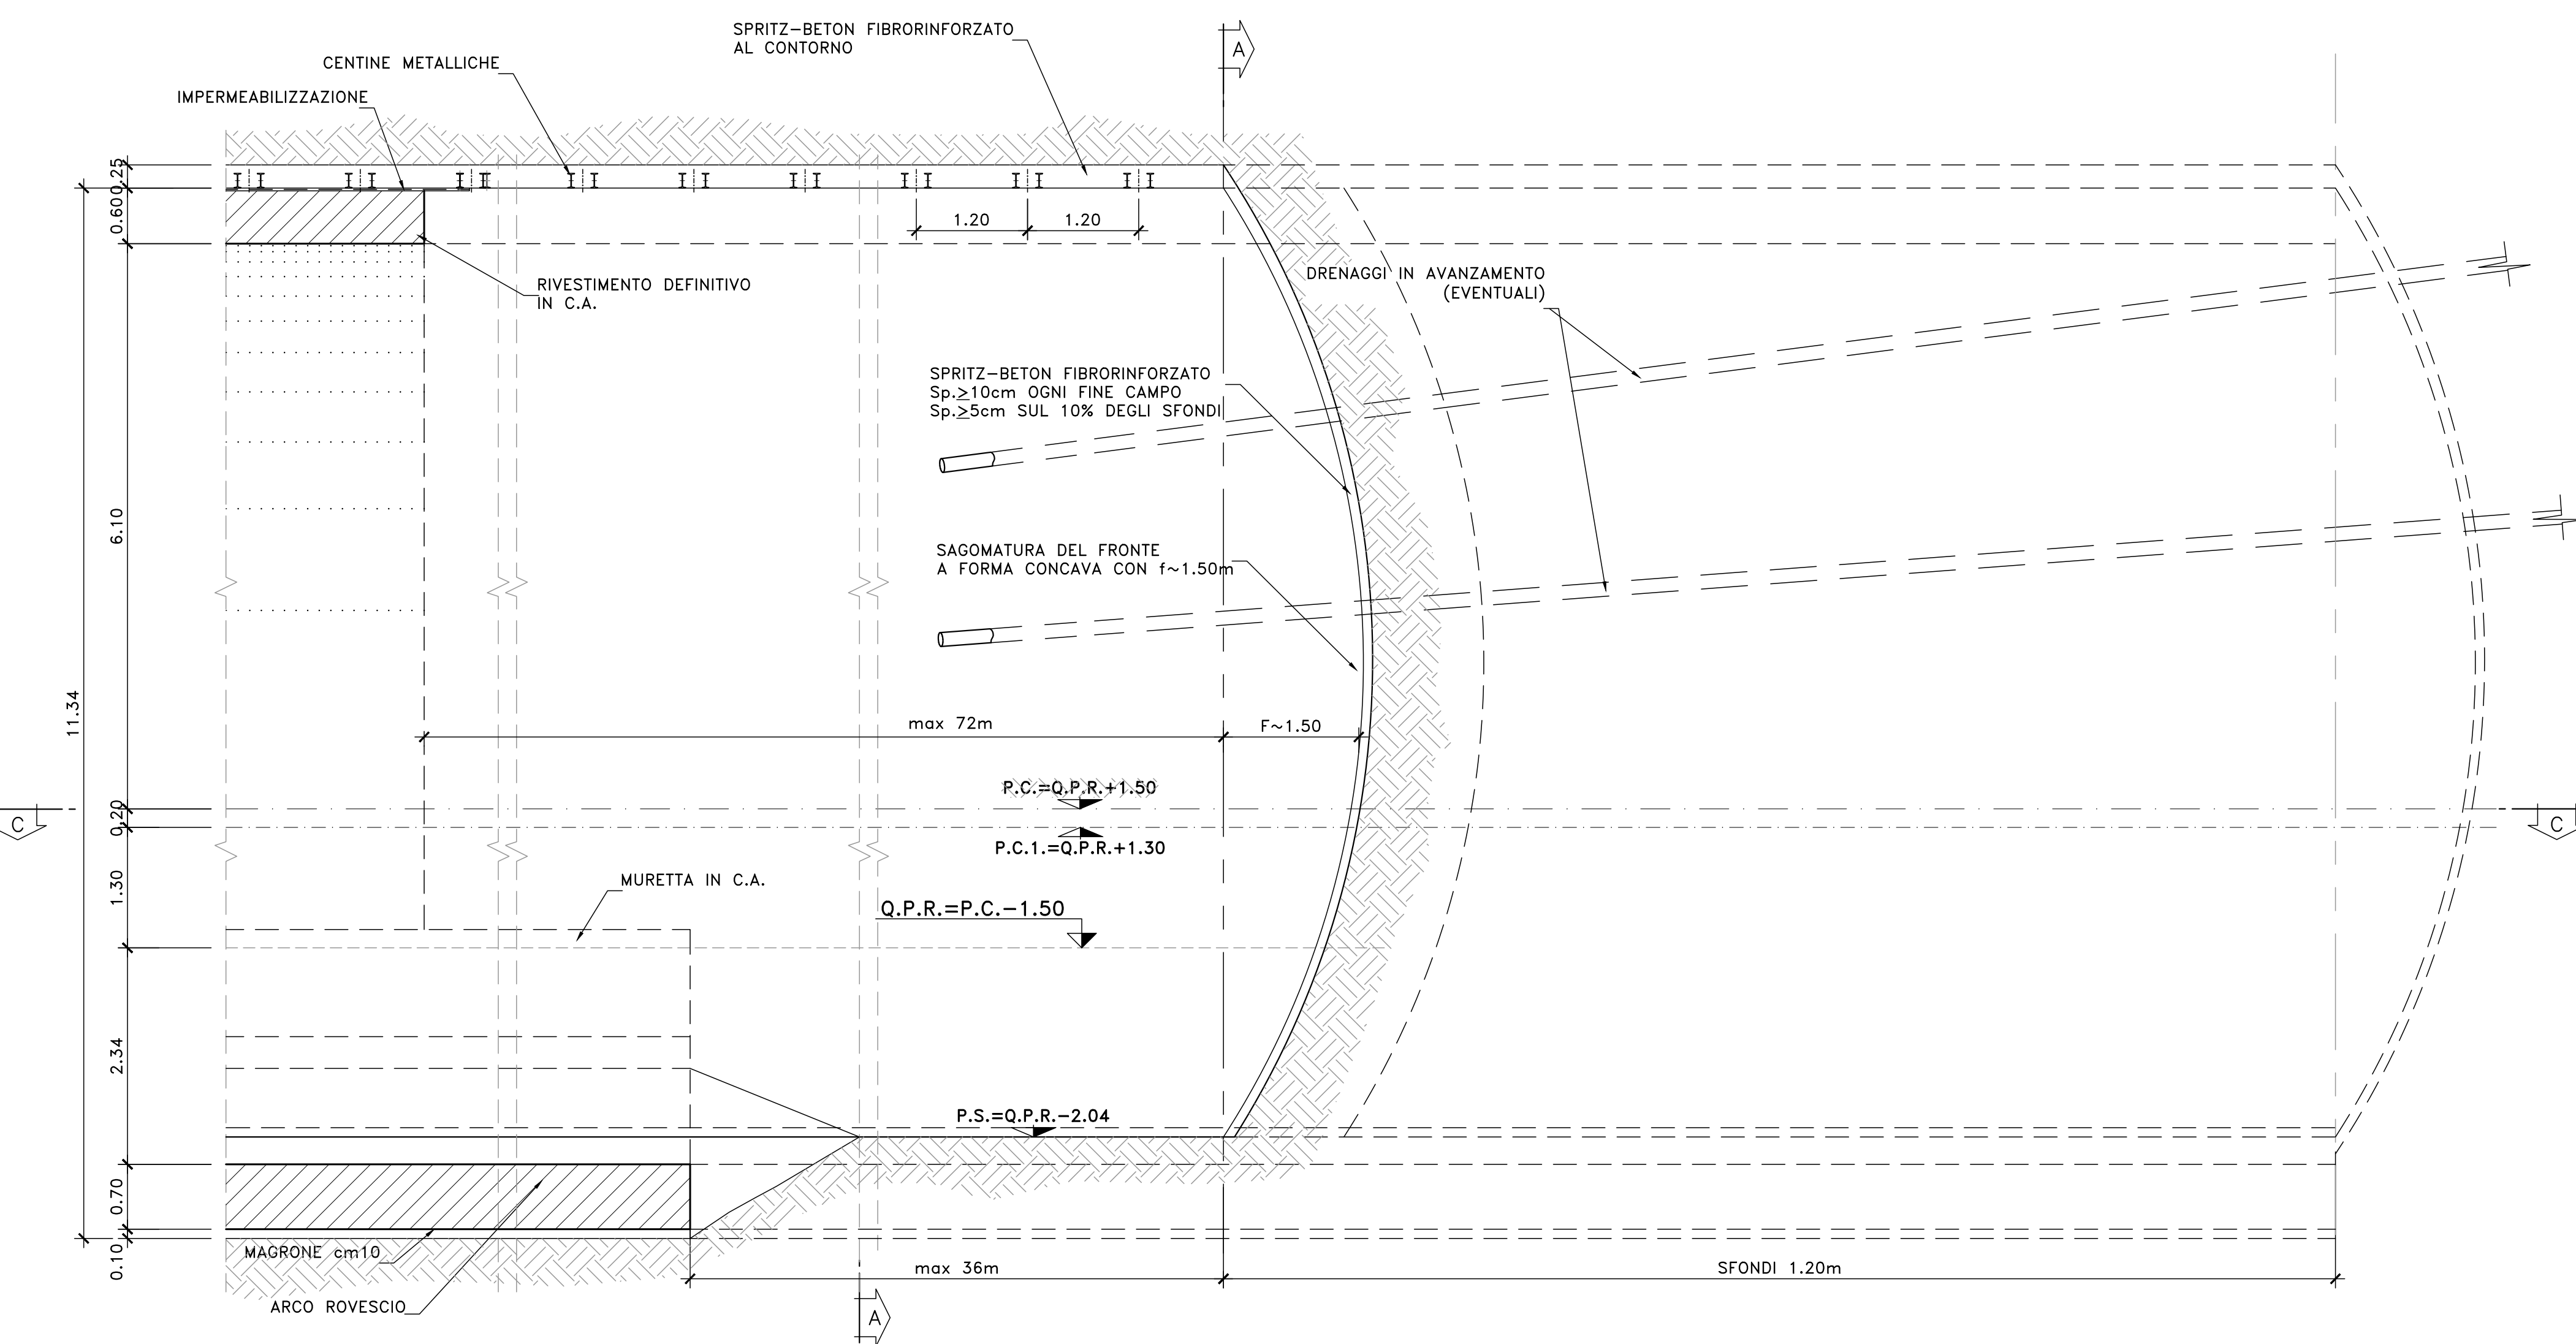 SPRITZ-BETON FIBRORINFORZATO
AL CONTORNO
A
CENTINE METALLICHE
IMPERMEABILIZZAZIONE
0.25
0.60
1.20
1.20
RIVESTIMENTO DEFINITIVO
IN C.A.
DRENAGGI IN AVANZAMENTO
(EVENTUALI)
SPRITZ-BETON FIBRORINFORZATO
Sp.≥10cm OGNI FINE CAMPO
Sp.≥5cm SUL 10% DEGLI SFONDI
6.10
SAGOMATURA DEL FRONTE
A FORMA CONCAVA CON f~1.50m
11.34
max 72m
F~1.50
P.C.=Q.P.R.+1.50
0.20
C
C
P.C.1.=Q.P.R.+1.30
1.30
MURETTA IN C.A.
Q.P.R.=P.C.-1.50
2.34
P.S.=Q.P.R.-2.04
0.70
0.10
MAGRONE cm10
max 36m
SFONDI 1.20m
ARCO ROVESCIO
A